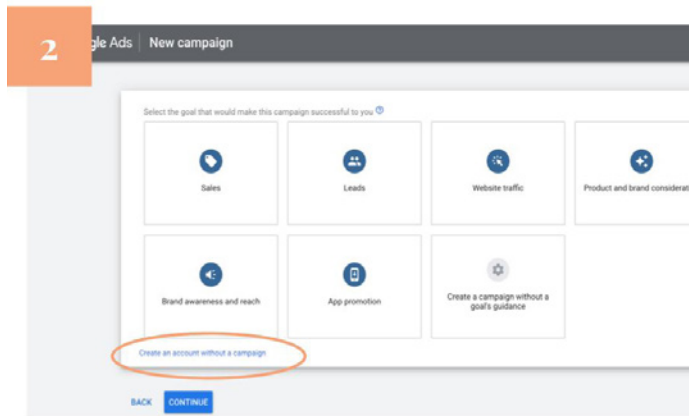 2
gle Ads | New campaign
Select the goal that would make this campaign successful to you
Sales
Leads
Website traffic
Product and brand considerat
Brand awareness and reach
App promotion
Create a campaign without a
goal's guidance
Create an account without a campaign
BACK CONTINUE